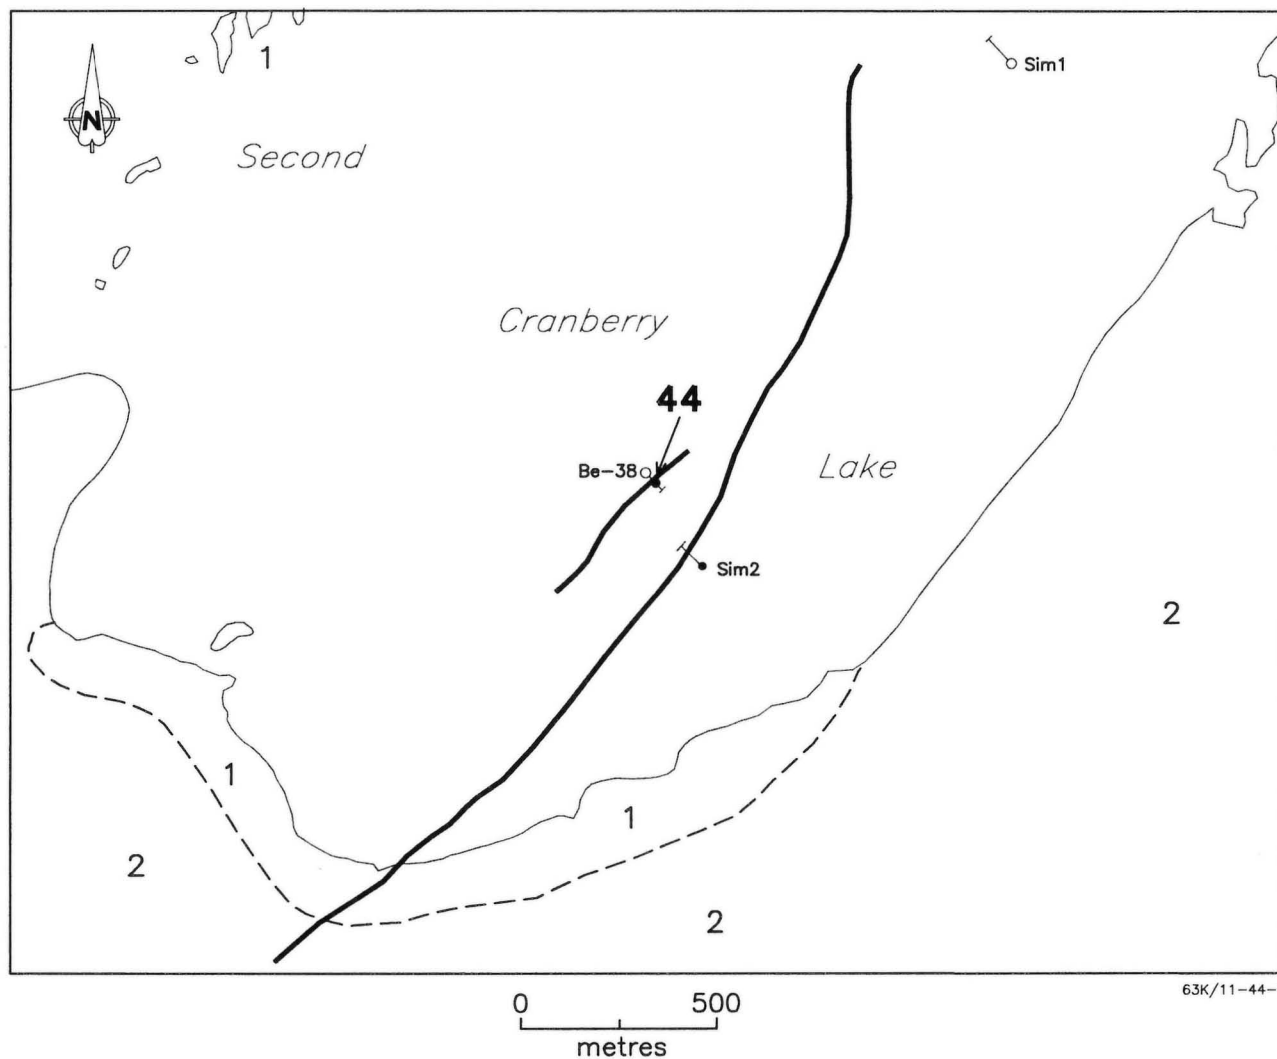 1
Sim1
N
Second
Cranberry
44
Be-38
Lake
Sim2
2
1
1
2
2
63K/11-44-
0 500
metres